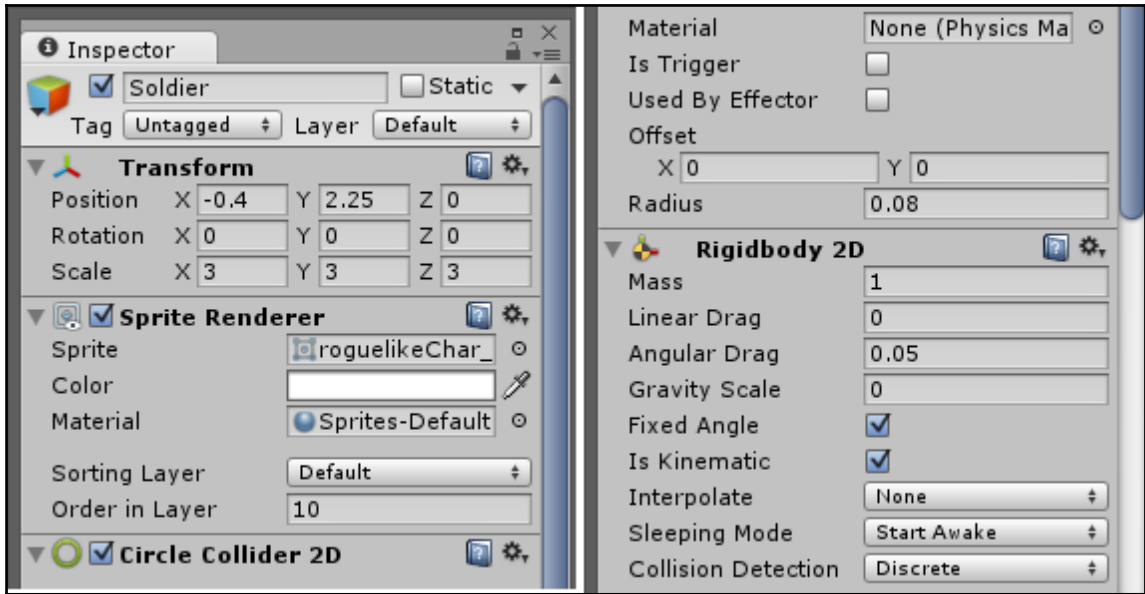 Inspector
Soldier Static
Tag Untagged Layer Default
Transform
Position X -0.4 Y 2.25 Z 0
Rotation X 0 Y 0 Z 0
Scale X 3 Y 3 Z 3
Sprite Renderer
Sprite roguelikeChar_
Color
Material Sprites-Default
Sorting Layer Default
Order in Layer 10
Circle Collider 2D
Material None (Physics Ma
Is Trigger
Used By Effector
Offset
X 0 Y 0
Radius 0.08
Rigidbody 2D
Mass 1
Linear Drag 0
Angular Drag 0.05
Gravity Scale 0
Fixed Angle
Is Kinematic
Interpolate None
Sleeping Mode Start Awake
Collision Detection Discrete